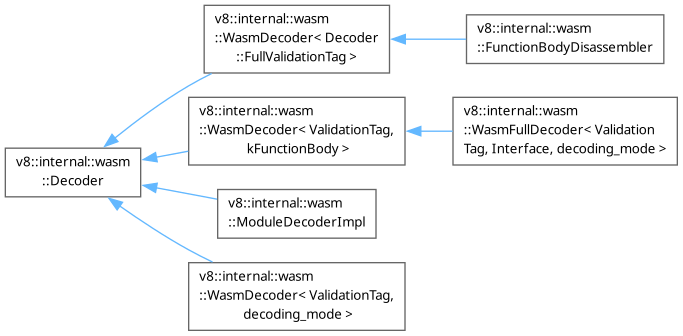 v8::internal::wasm
::Decoder
v8::internal::wasm
::WasmDecoder< Decoder
::FullValidationTag >
v8::internal::wasm
::FunctionBodyDisassembler
v8::internal::wasm
::WasmDecoder< ValidationTag,
kFunctionBody >
v8::internal::wasm
::WasmFullDecoder< Validation
Tag, Interface, decoding_mode >
v8::internal::wasm
::ModuleDecoderImpl
v8::internal::wasm
::WasmDecoder< ValidationTag,
decoding_mode >